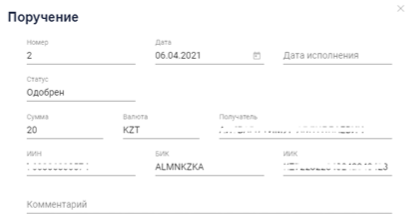 Поручение
Номер Дата
2 06.04.2021 Дата исполнения
Статус
Одобрен
Сумма Валюта Получатель
20 KZT
ИИН БИК ИИК
ALMNKZKA
Комментарий